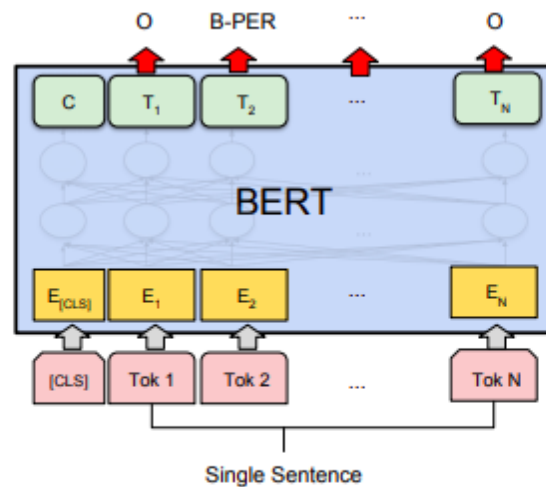 O B-PER ... O
C T1 T2 ... TN
...
BERT
...
E[CLS] E1 E2 ... EN
[CLS] Tok 1 Tok 2 ... Tok N
Single Sentence